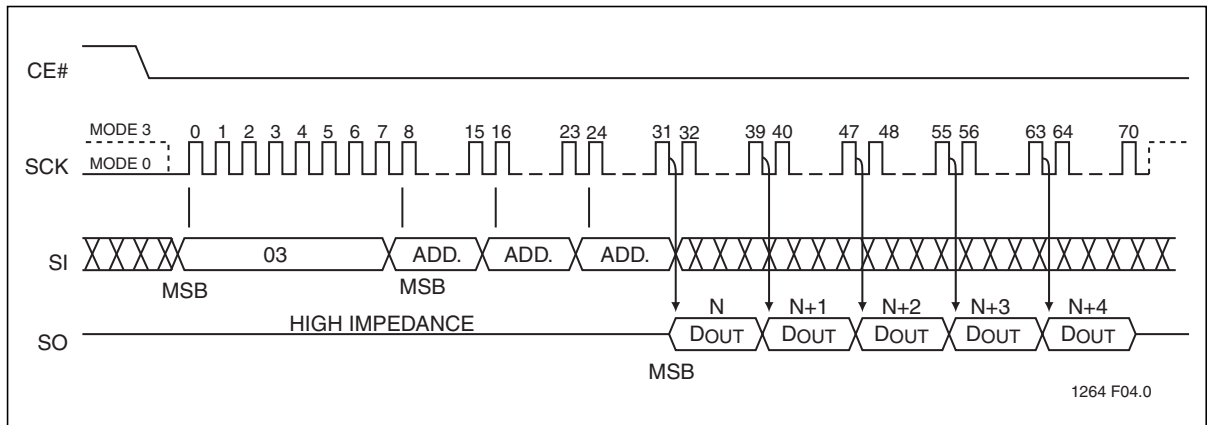 CE#
MODE 3
0 1 2 3 4 5 6 7 8 15 16 23 24 31 32 39 40 47 48 55 56 63 64 70
SCK
MODE 0
SI
03 ADD. ADD. ADD.
MSB MSB
HIGH IMPEDANCE
N N+1 N+2 N+3 N+4
SO
DOUT DOUT DOUT DOUT DOUT
MSB
1264 F04.0